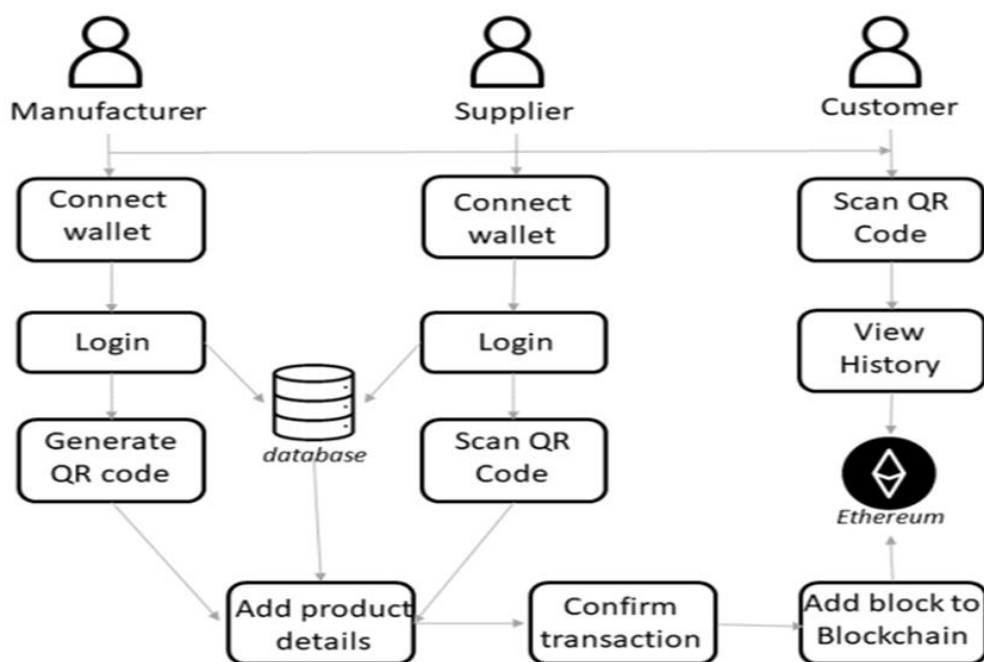 Manufacturer
Supplier
Customer
Connect
wallet
Connect
wallet
Scan QR
Code
Login
Login
View
History
Generate
QR code
database
Scan QR
Code
Ethereum
Add product
details
Confirm
transaction
Add block to
Blockchain